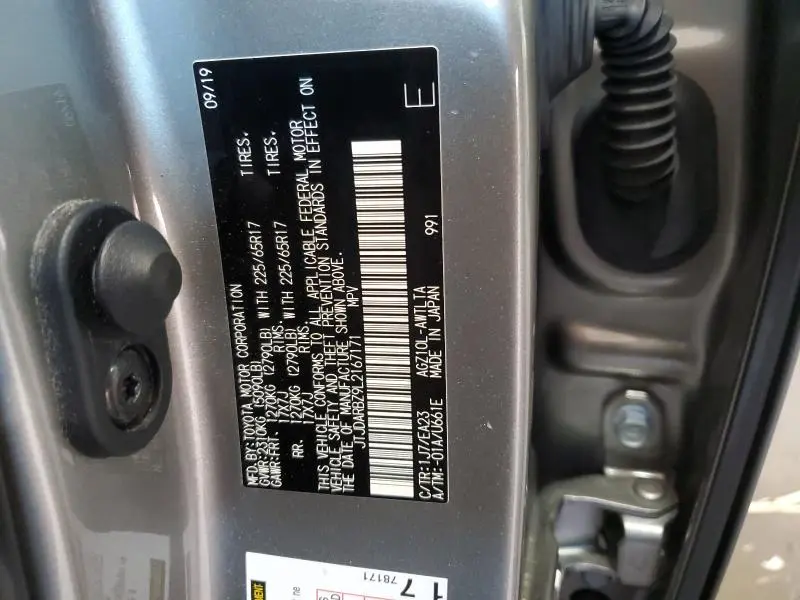 09/19
MFD.BY:TOYOTA MOTOR CORPORATION
GVWR:2310KG (5090LB)
GAWR:FRT. 1270KG (2790LB) WITH 225/65R17 TIRES.
17X7J RIMS,
RR. 1270KG (2790LB) WITH 225/65R17 TIRES.
17X7J RIMS.
THIS VEHICLE CONFORMS TO ALL APPLICABLE FEDERAL MOTOR
VEHICLE SAFETY AND THEFT PREVENTION STANDARDS IN EFFECT ON
THE DATE OF MANUFACTURE SHOWN ABOVE.
JTJDARBZ9L2167171 MPV
E
C/TR:1J7/EA23 AGZ10L-AWTLTA 991
A/TM:-01A/U661E MADE IN JAPAN
17
78171